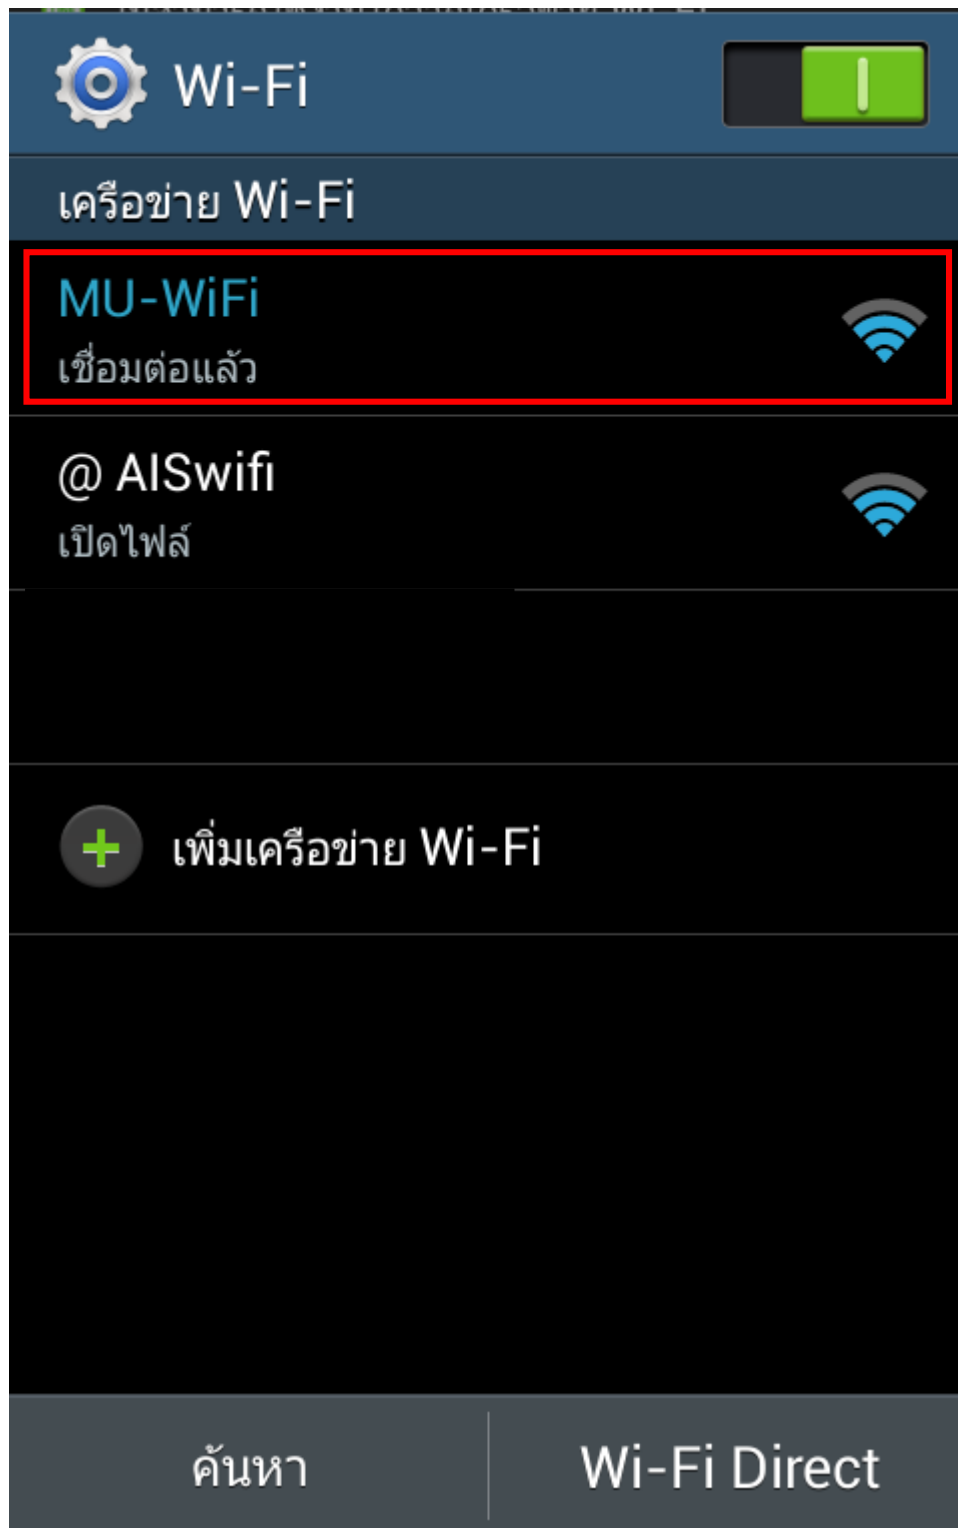 Wi-Fi
เครือข่าย Wi-Fi
MU-WiFi
เชื่อมต่อแล้ว
@ AISwifi
เปิดไฟล์
เพิ่มเครือข่าย Wi-Fi
ค้นหา
Wi-Fi Direct